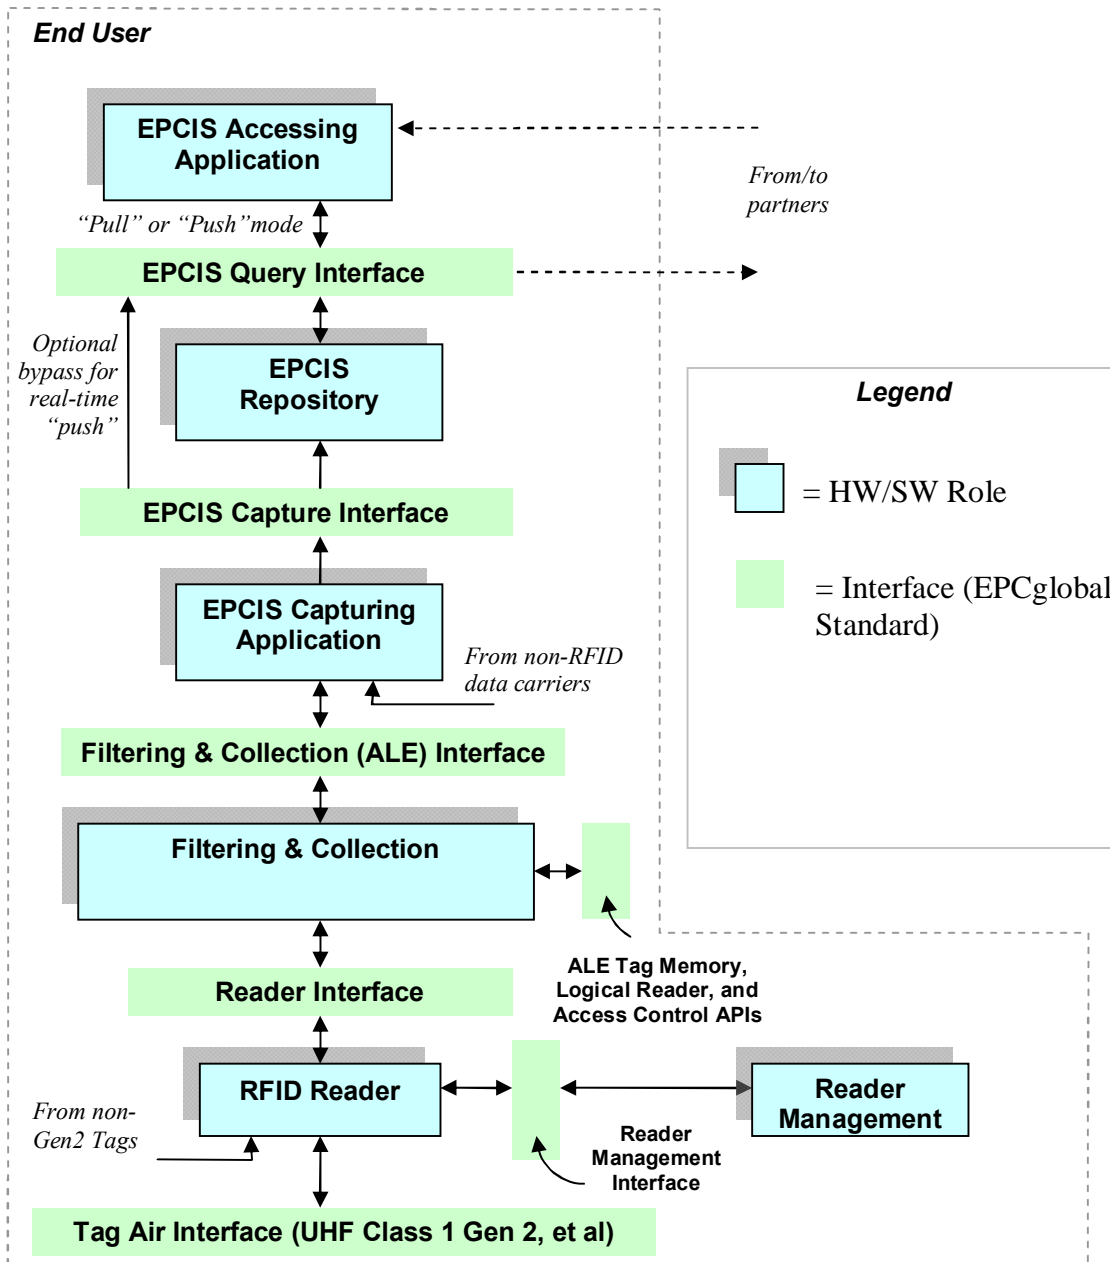 End User
EPCIS Accessing
Application
From/to
partners
“Pull” or “Push”mode
EPCIS Query Interface
Optional
bypass for
real-time
“push”
EPCIS
Repository
Legend
= HW/SW Role
EPCIS Capture Interface
= Interface (EPCglobal
Standard)
EPCIS Capturing
Application
From non-RFID
data carriers
Filtering & Collection (ALE) Interface
Filtering & Collection
ALE Tag Memory,
Logical Reader, and
Access Control APIs
Reader Interface
RFID Reader
Reader
Management
From non-
Gen2 Tags
Reader
Management
Interface
Tag Air Interface (UHF Class 1 Gen 2, et al)